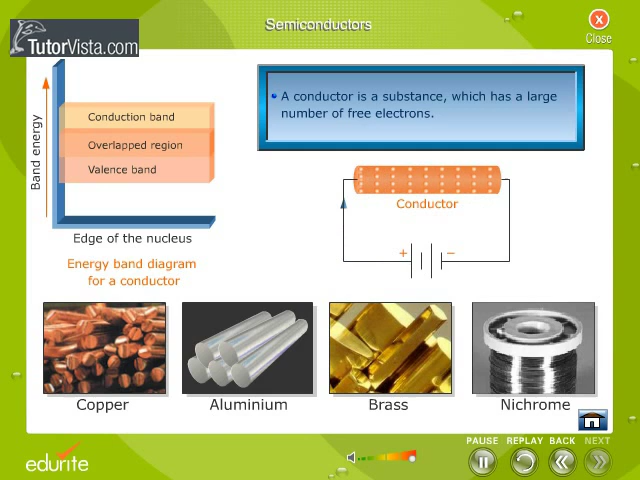 Semiconductors
Close
TutorVista.com
Band energy
Conduction band
Overlapped region
Valence band
Edge of the nucleus
Energy band diagram
for a conductor
A conductor is a substance, which has a large
number of free electrons.
Conductor
+ −
Copper
Aluminium
Brass
Nichrome
PAUSE REPLAY BACK NEXT
edurite